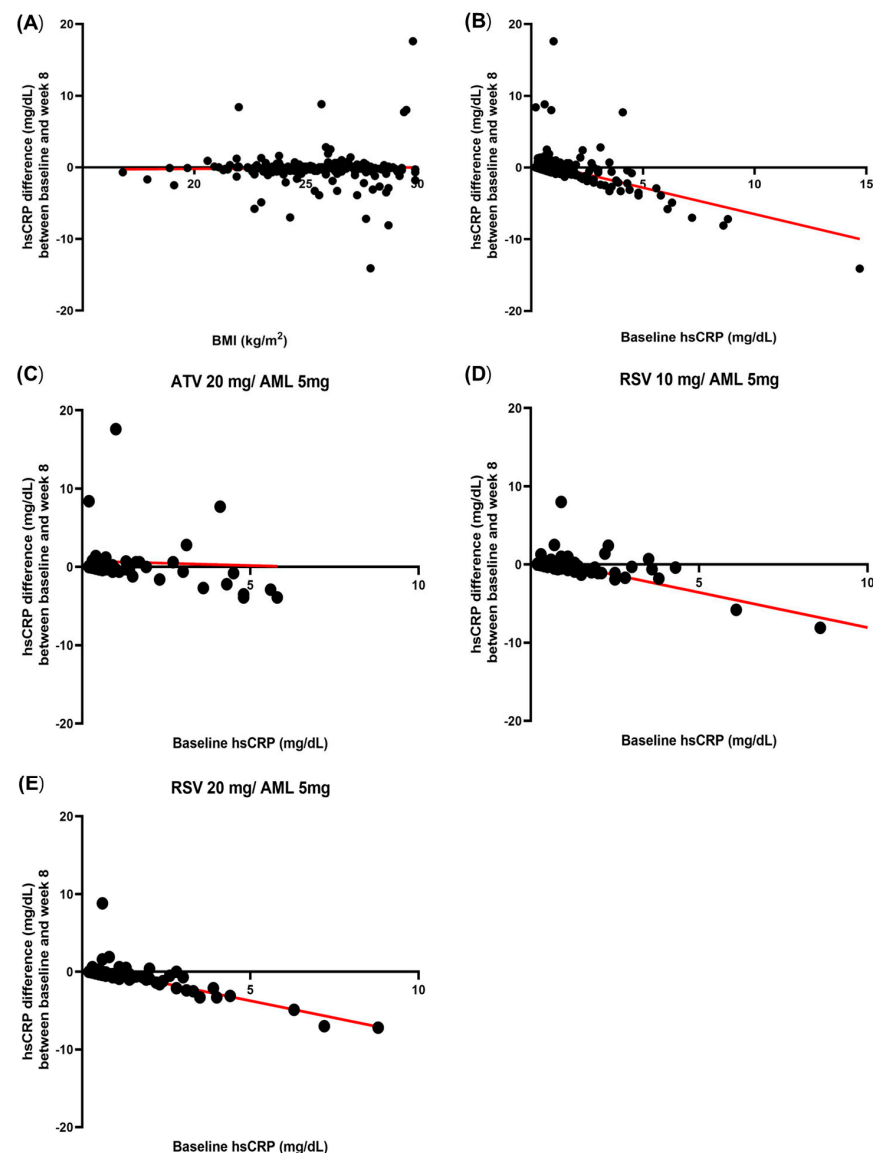 (A)
hsCRP difference (mg/dL)
between baseline and week 8
20
10
0
-10
-20
20
25
30
BMI (kg/m²)
(B)
hsCRP difference (mg/dL)
between baseline and week 8
20
10
0
-10
-20
5
10
15
Baseline hsCRP (mg/dL)
(C)
ATV 20 mg/ AML 5mg
hsCRP difference (mg/dL)
between baseline and week 8
20
10
0
-10
-20
5
10
Baseline hsCRP (mg/dL)
(D)
RSV 10 mg/ AML 5mg
hsCRP difference (mg/dL)
between baseline and week 8
20
10
0
-10
-20
5
10
Baseline hsCRP (mg/dL)
(E)
RSV 20 mg/ AML 5mg
hsCRP difference (mg/dL)
between baseline and week 8
20
10
0
-10
-20
5
10
Baseline hsCRP (mg/dL)